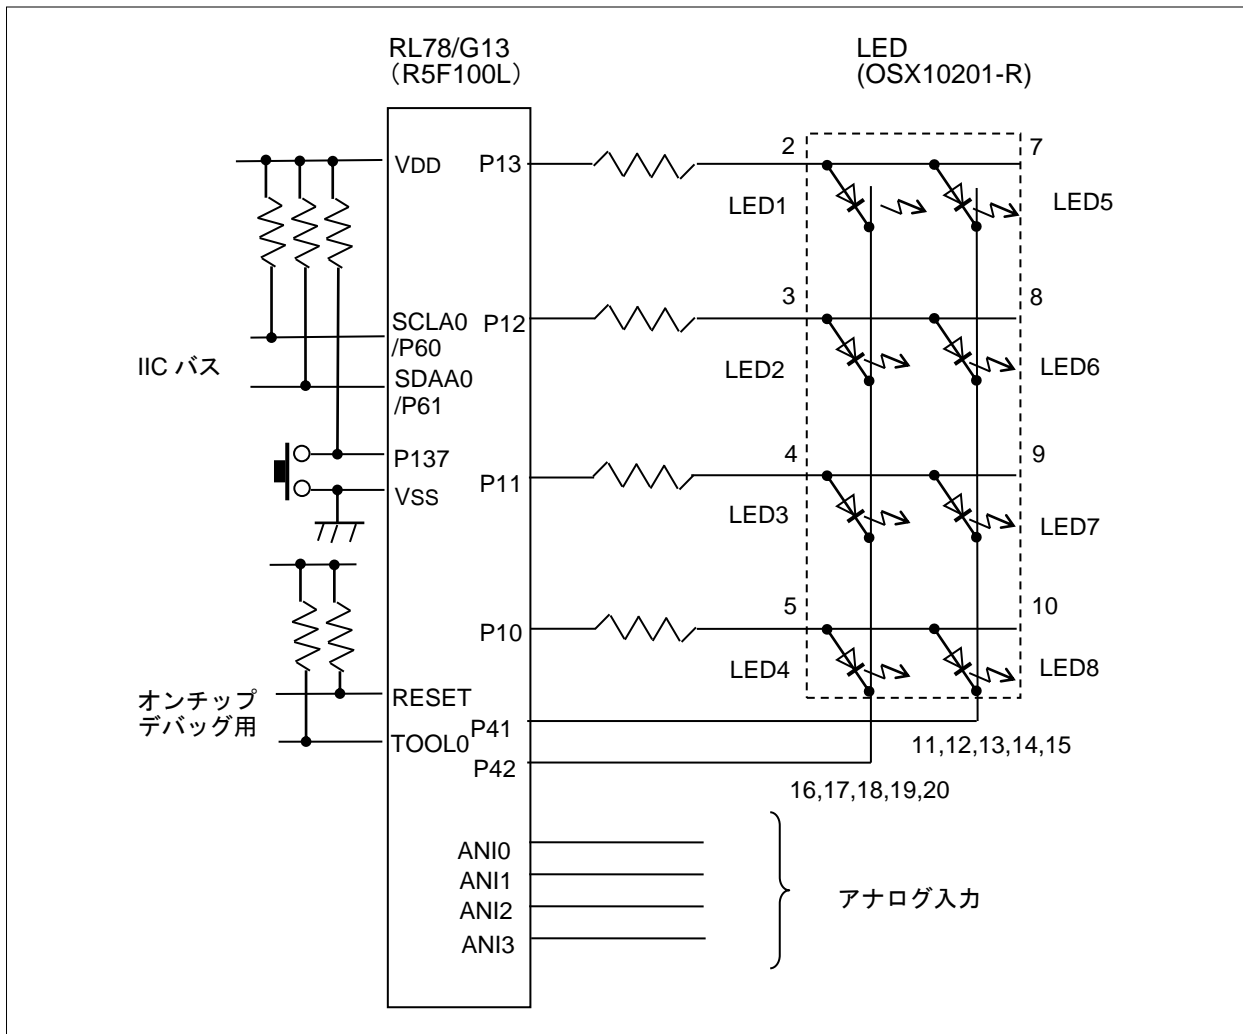 RL78/G13
（R5F100L）
LED
(OSX10201-R)
VDD
P13
2
7
LED1
LED5
SCLA0
/P60
P12
3
8
IIC バス
SDAA0
/P61
LED2
LED6
P137
VSS
P11
4
9
LED3
LED7
P10
5
10
LED4
LED8
オンチップ
デバッグ用
RESET
TOOL0
P41
P42
11,12,13,14,15
16,17,18,19,20
ANI0
ANI1
ANI2
ANI3
アナログ入力